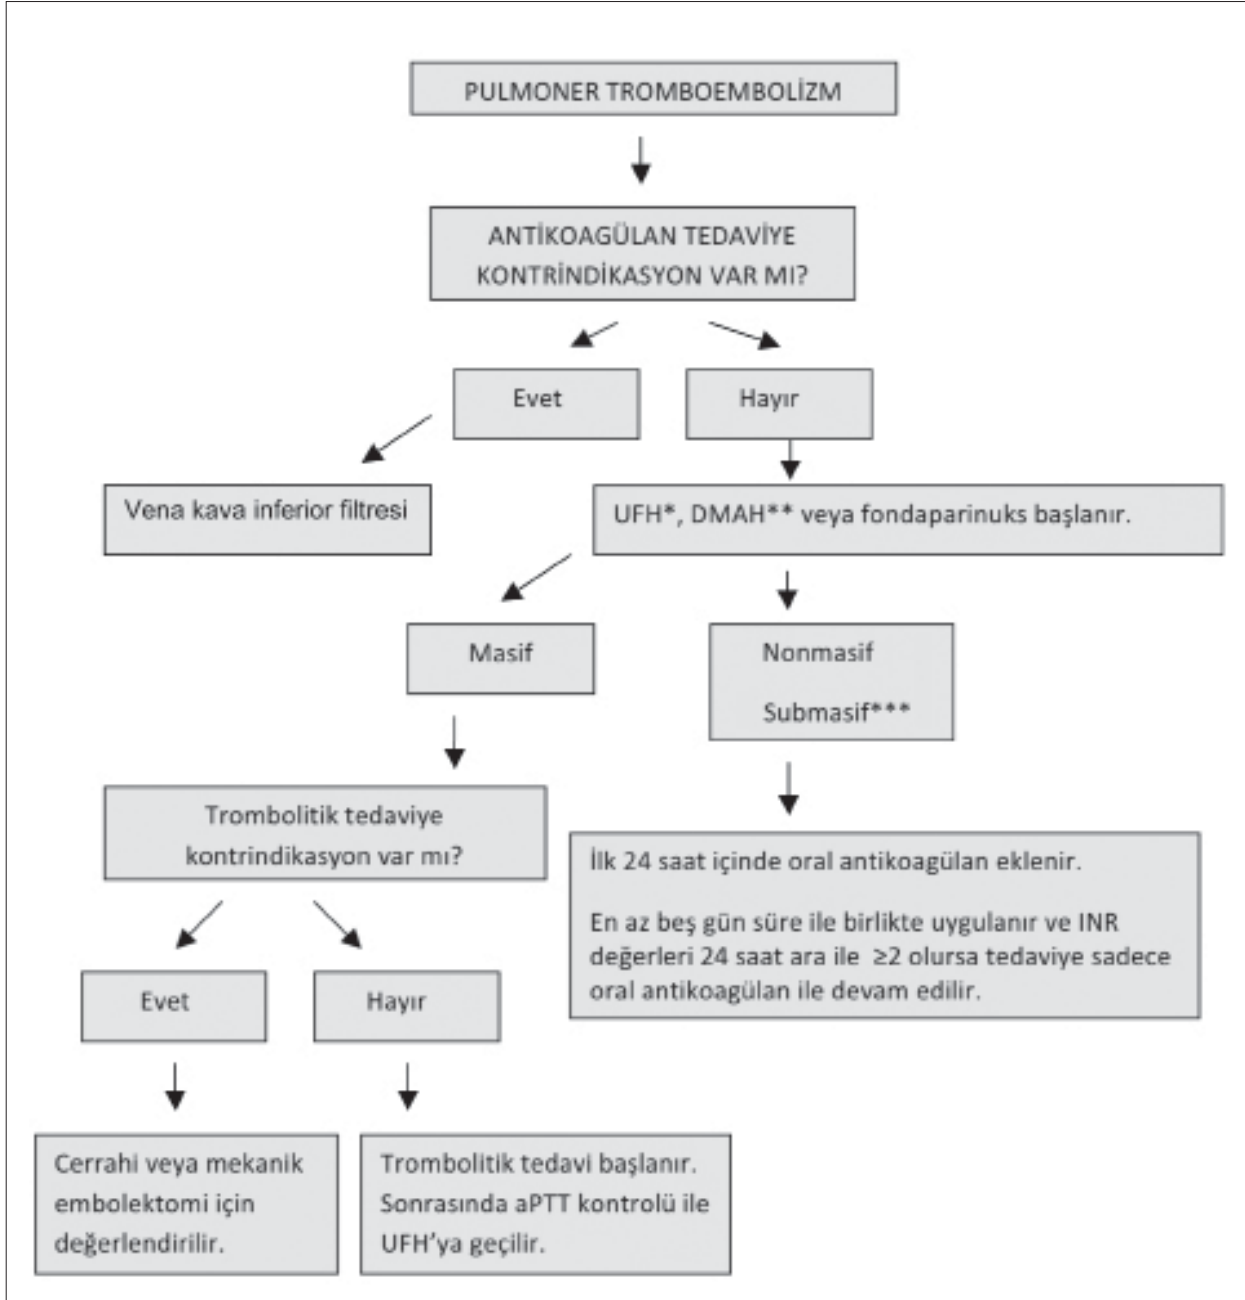 PULMONER TROMBOEMBOLİZM
ANTİKOAGÜLAN TEDAVİYE
KONTRİNDİKASYON VAR MI?
Evet
Hayır
Vena kava inferior filtresi
UFH*, DMAH** veya fondaparinuks başlanır.
Masif
Nonmasif
Submasif***
Trombolitik tedaviye
kontrindikasyon var mı?
İlk 24 saat içinde oral antikoagülan eklenir.
En az beş gün süre ile birlikte uygulanır ve INR
değerleri 24 saat ara ile ≥2 olursa tedaviye sadece
oral antikoagülan ile devam edilir.
Evet
Hayır
Cerrahi veya mekanik
embolektomi için
değerlendirilir.
Trombolitik tedavi başlanır.
Sonrasında aPTT kontrolü ile
UFH'ya geçilir.